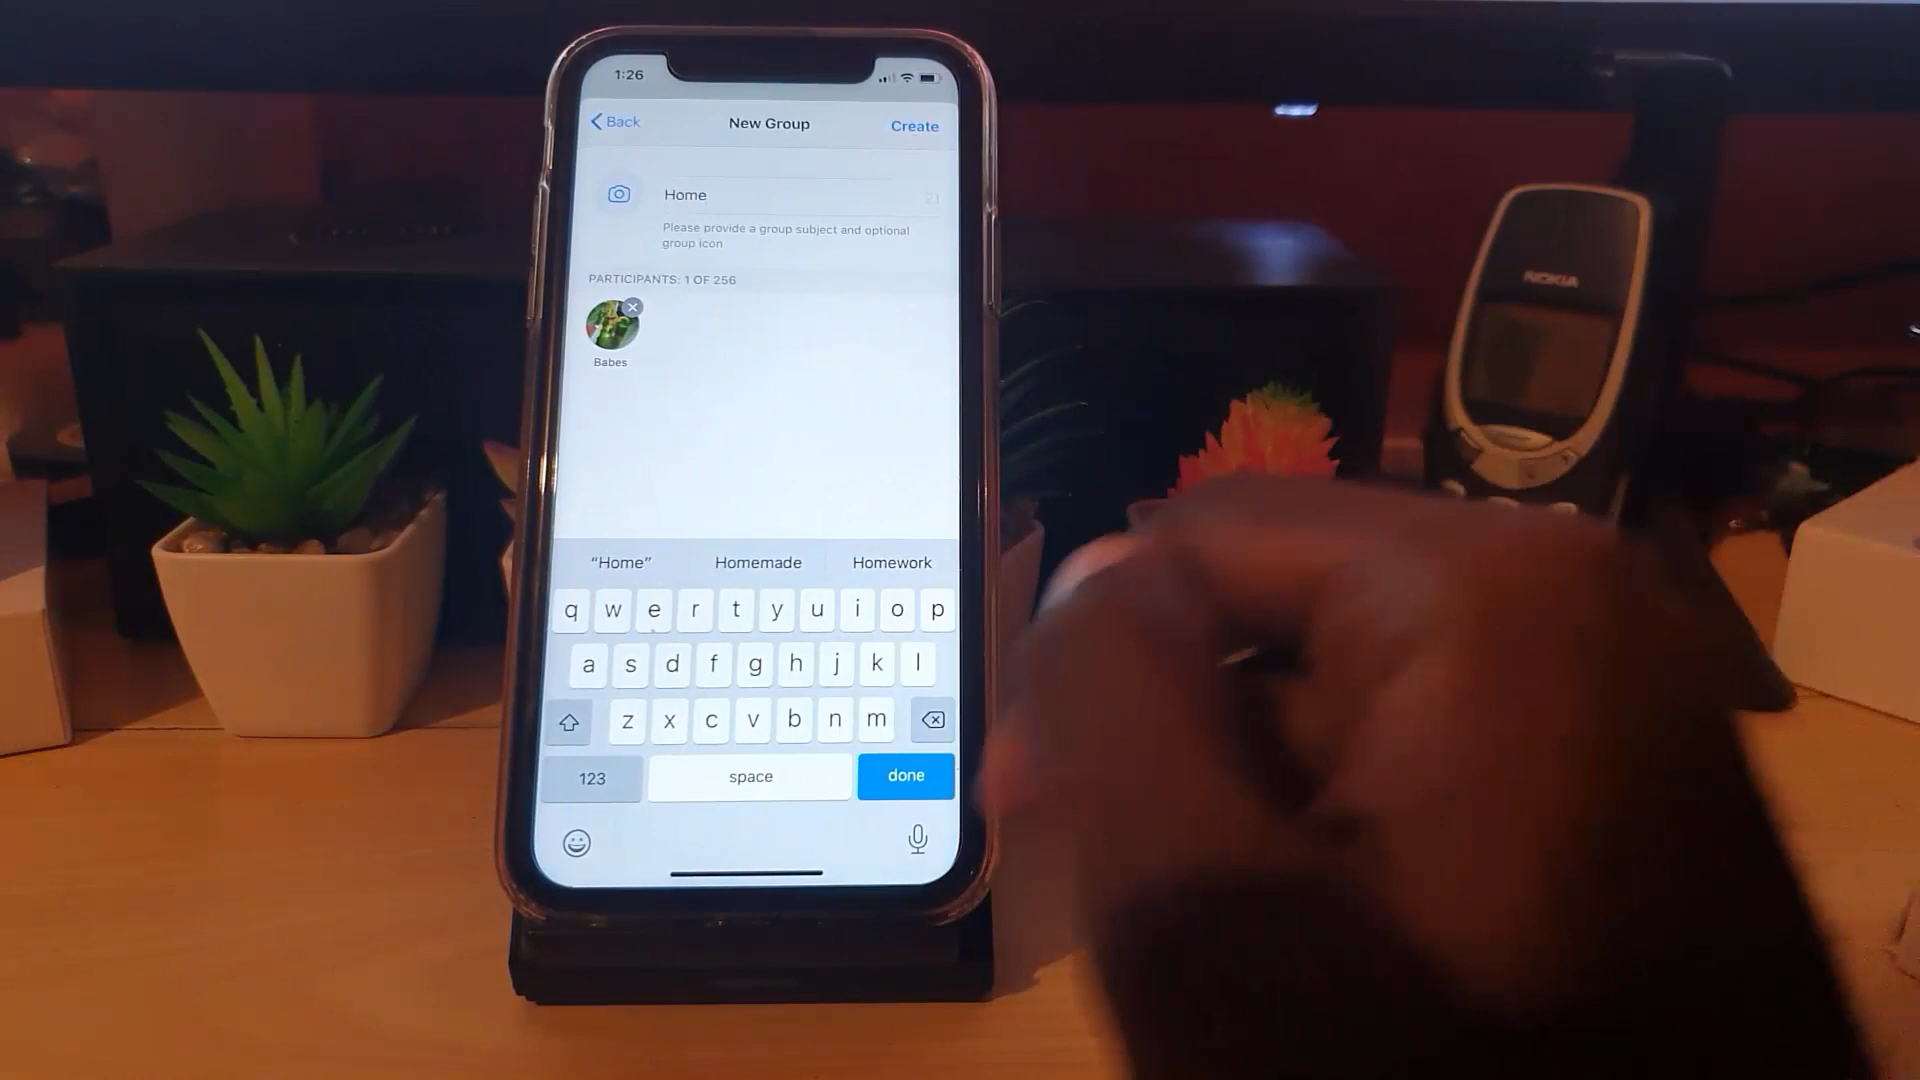 1:26
Back
New Group
Create
Home
21
Please provide a group subject and optional
group icon
PARTICIPANTS: 1 OF 256
Babes
“Home”
Homemade
Homework
q w e r t y u i o p
a s d f g h j k l
z x c v b n m
123
space
done
NOKIA